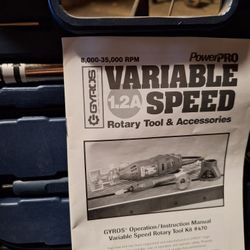 8,000-35,000 RPM
PowerPRO
GYROS®
VARIABLE
1.2A SPEED
Rotary Tool & Accessories
GYROS® Operation/Instruction Manual
Variable Speed Rotary Tool Kit #470